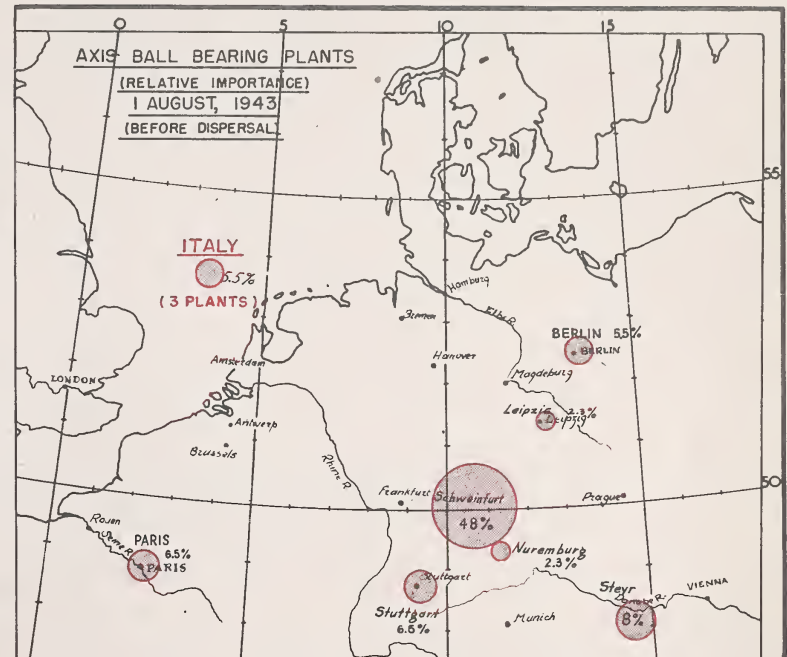 0 5 10 15
AXIS BALL BEARING PLANTS
(RELATIVE IMPORTANCE)
1 AUGUST, 1943
(BEFORE DISPERSAL)
55
ITALY
5.5%
(3 PLANTS)
Hamburg
Elbe R.
Bremen
BERLIN 5.5%
BERLIN
Hanover
Amsterdam
Magdeburg
LONDON
Leipzig 2.3%
Leipzig
Antwerp
Brussels
Rhine R.
50
Frankfurt
Schweinfurt
Prague
48%
Rouen
Seine R.
PARIS
6.5%
PARIS
Nuremburg
2.3%
Stuttgart
Stuttgart
6.5%
Steyr
Danube R.
VIENNA
8%
Munich